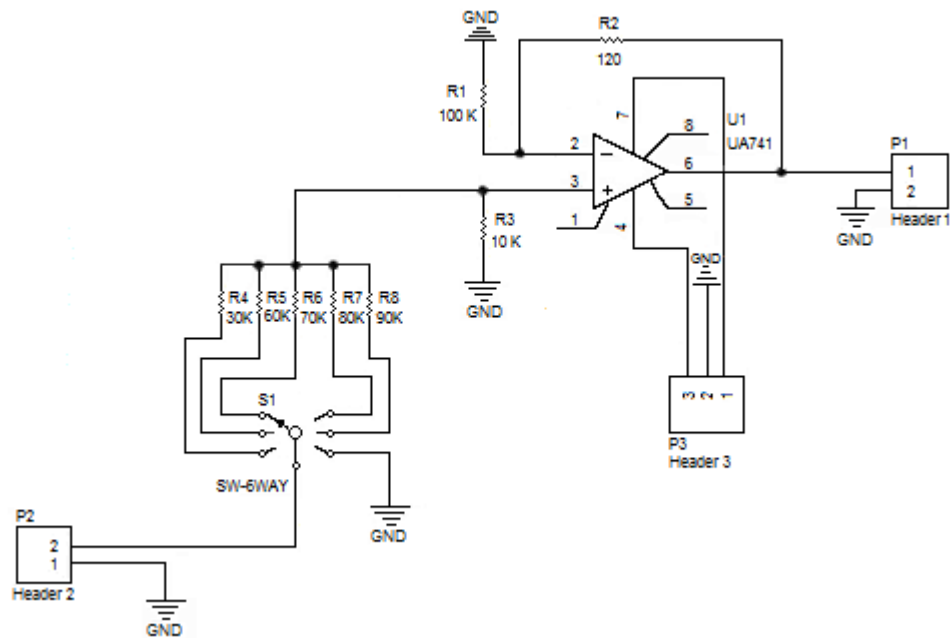 GND
R2
120
R1
100 K
7
8
U1
UA741
2
−
6
3
+
5
1
4
P1
1
2
Header 1
GND
R3
10 K
GND
GND
R4
30K
R5
60K
R6
70K
R7
80K
R8
90K
S1
SW-6WAY
3
2
1
P3
Header 3
GND
P2
2
1
Header 2
GND